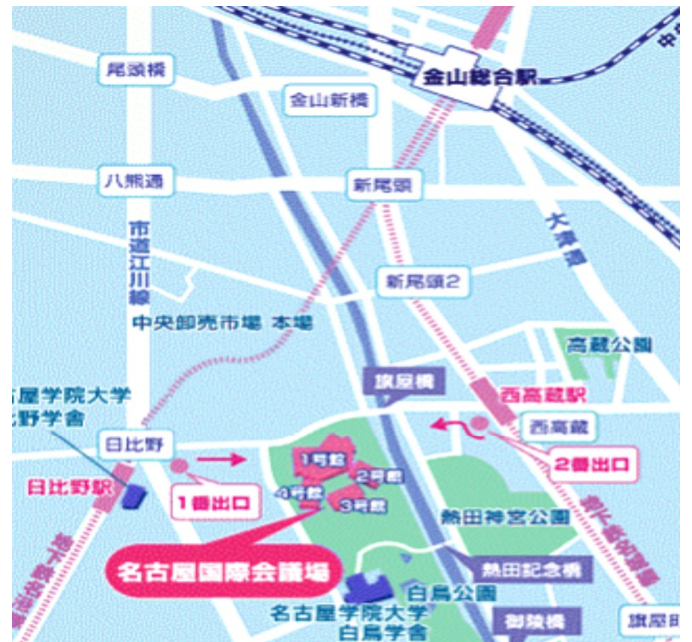 中央
尾頭橋
金山総合駅
金山新橋
八熊通
新尾頭
市道江川線
大津通
新尾頭2
中央卸売市場 本場
高蔵公園
旗屋橋
西高蔵駅
古屋学院大学
比野学舎
日比野
西高蔵
1号館
2号館
2番出口
日比野駅
1番出口
4号館
3号館
熱田神宮公園
名古屋国際会議場
熱田記念橋
白鳥公園
名古屋学院大学
白鳥学舎
御陵橋
旗屋町